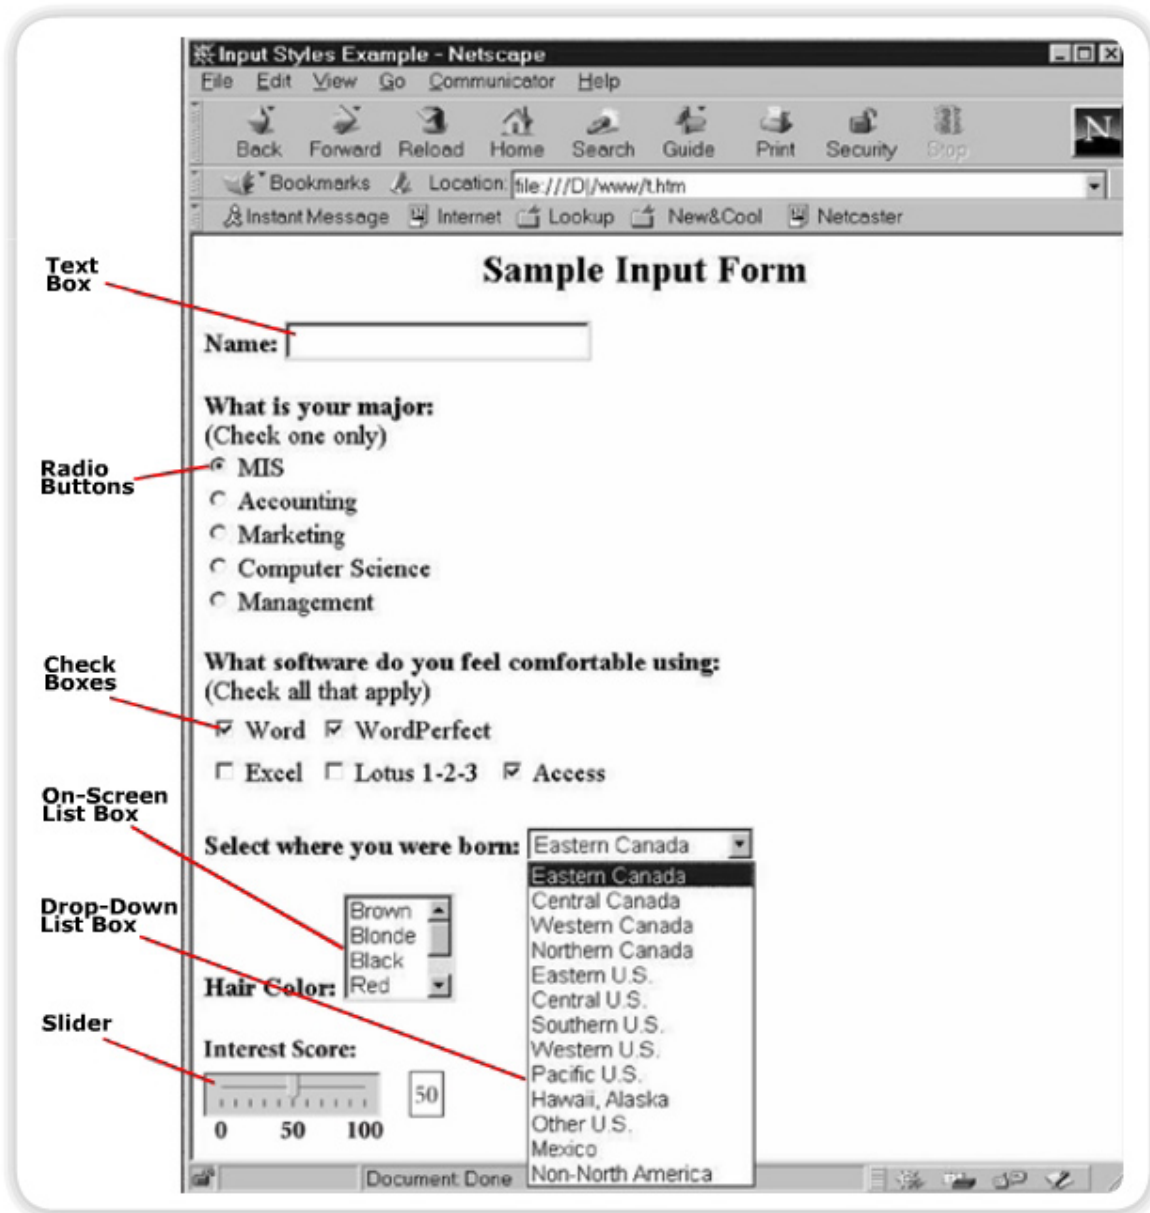 Input Styles Example - Netscape
File Edit View Go Communicator Help
Back Forward Reload Home Search Guide Print Security Stop
N
Bookmarks Location: file:///D|/www/t.htm
Instant Message Internet Lookup New&Cool Netcaster
Sample Input Form
Text
Box
Name:
What is your major:
(Check one only)
Radio
Buttons
MIS
Accounting
Marketing
Computer Science
Management
Check
Boxes
What software do you feel comfortable using:
(Check all that apply)
Word WordPerfect
Excel Lotus 1-2-3 Access
On-Screen
List Box
Select where you were born: Eastern Canada
Eastern Canada
Central Canada
Western Canada
Northern Canada
Eastern U.S.
Central U.S.
Southern U.S.
Western U.S.
Pacific U.S.
Hawaii, Alaska
Other U.S.
Mexico
Non-North America
Drop-Down
List Box
Hair Color:
Brown
Blonde
Black
Red
Slider
Interest Score:
50
0 50 100
Document: Done